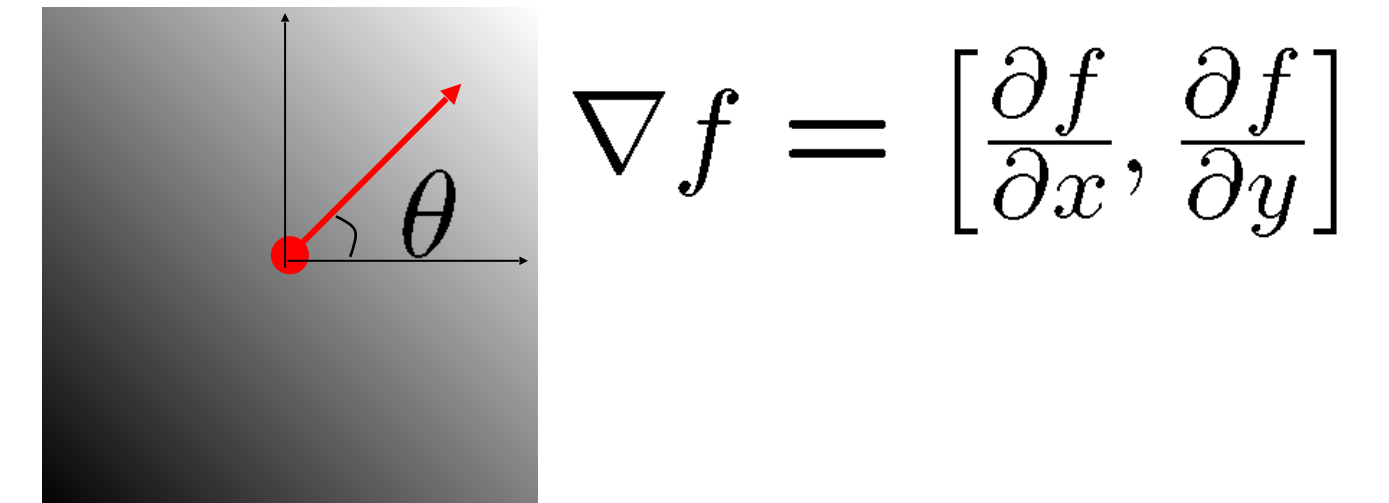 θ
∇f = [∂f/∂x, ∂f/∂y]